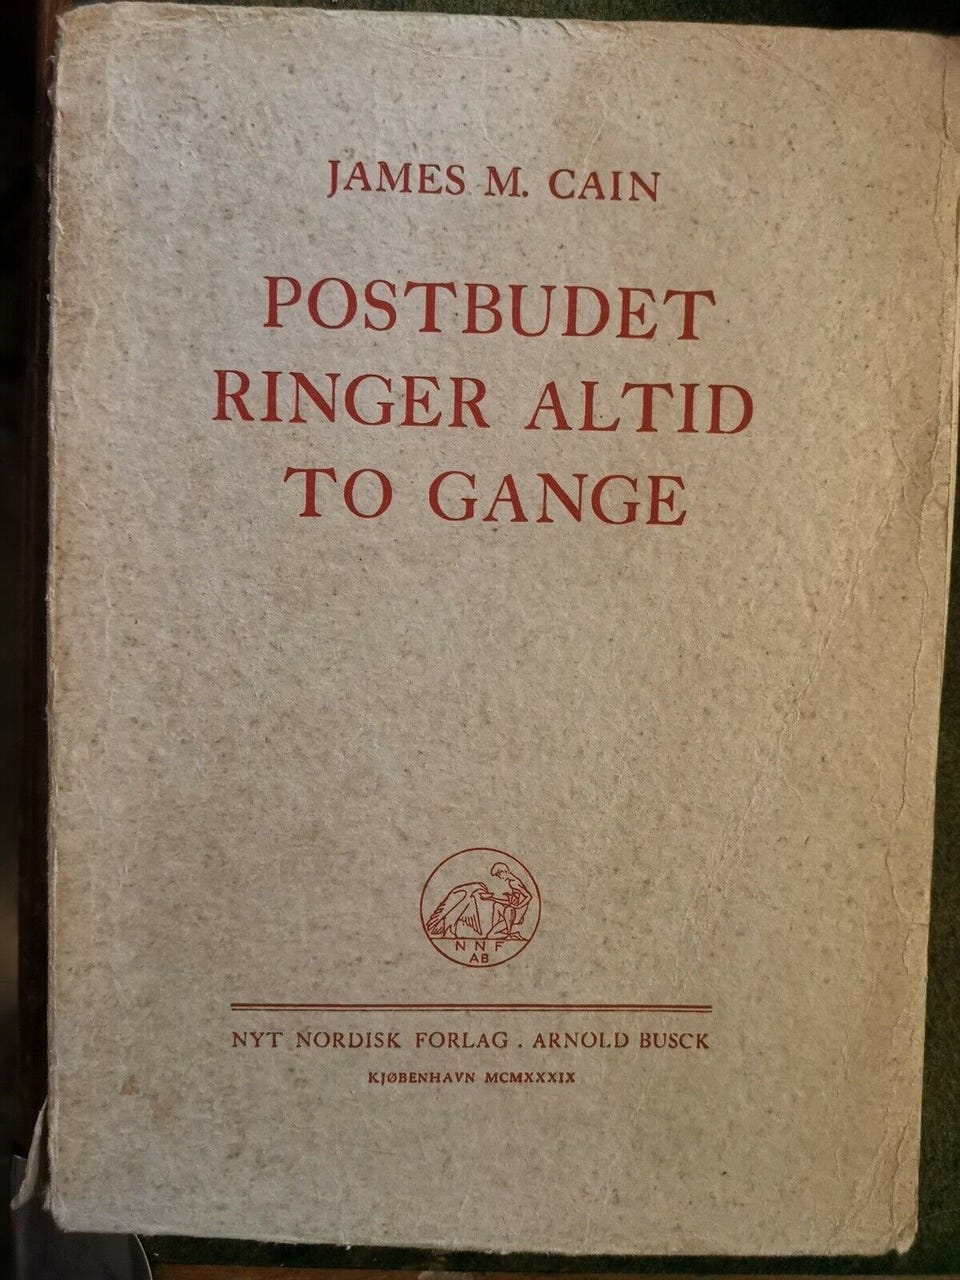 JAMES M. CAIN
POSTBUDET
RINGER ALTID
TO GANGE
NNF
AB
NYT NORDISK FORLAG . ARNOLD BUSCK
KJØBENHAVN MCMXXXIX